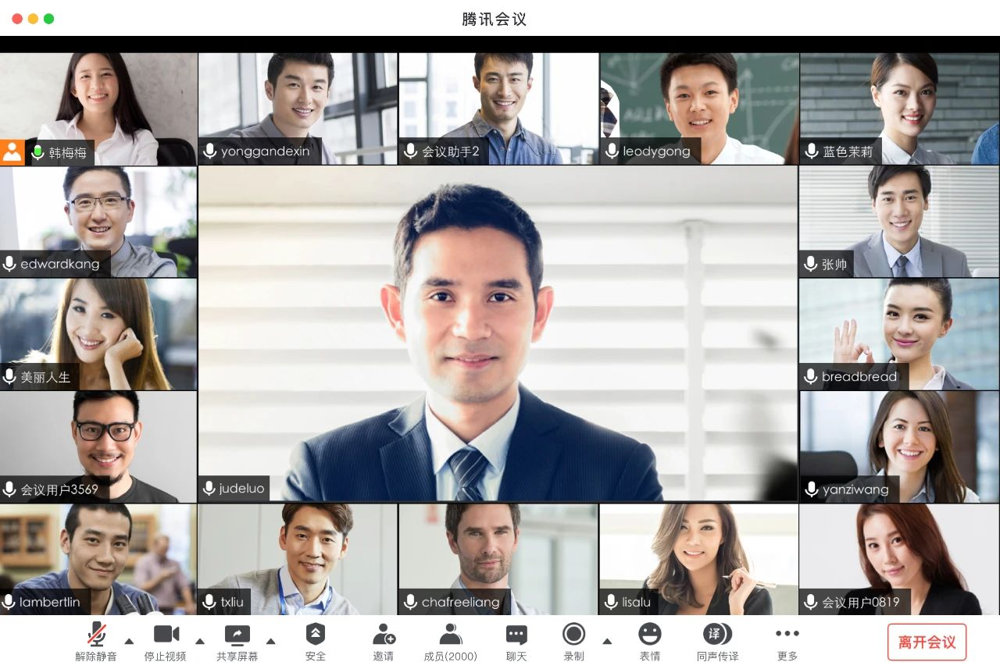 腾讯会议
韩梅梅
yonggandexin
会议助手2
leodygong
蓝色茉莉
edwardkang
张帅
美丽人生
breadbread
会议用户3569
judeluo
yanziwang
lambertlin
txliu
chafreeliang
lisalu
会议用户0819
译
解除静音
停止视频
共享屏幕
安全
邀请
成员(2000)
聊天
录制
表情
同声传译
更多
离开会议